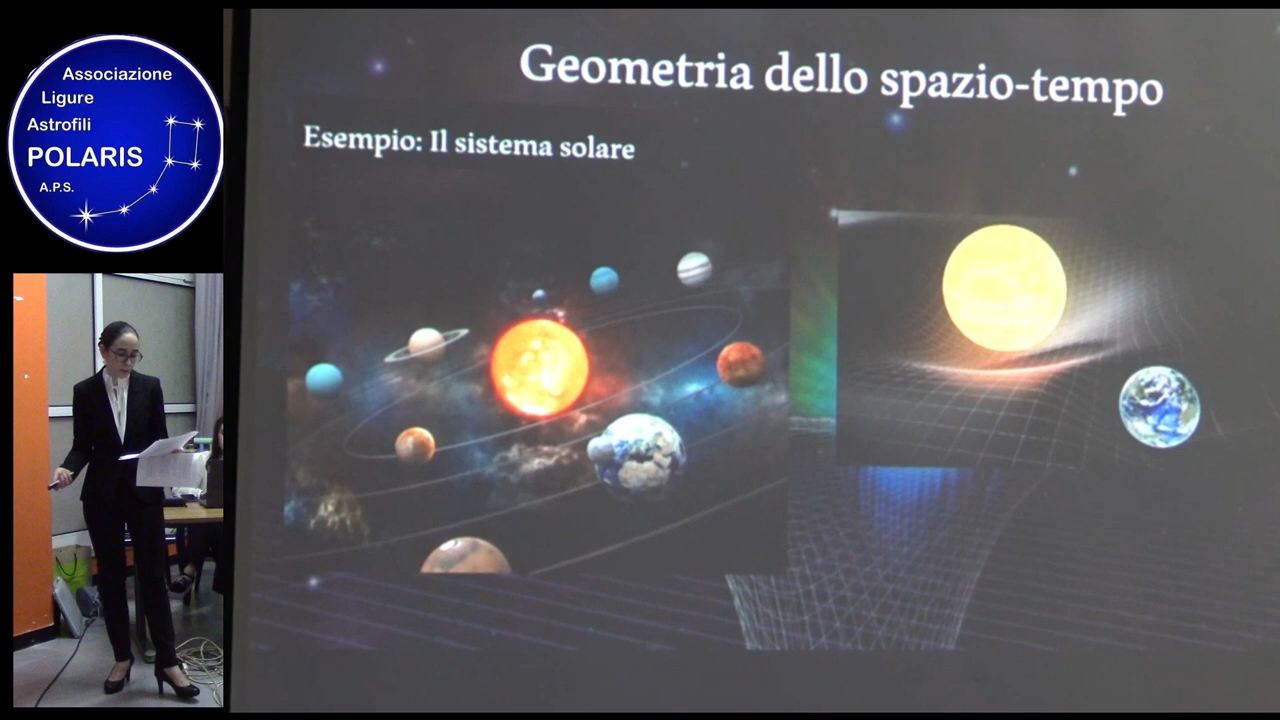 Associazione
Ligure
Astrofili
POLARIS
A.P.S.
Geometria dello spazio-tempo
Esempio: Il sistema solare